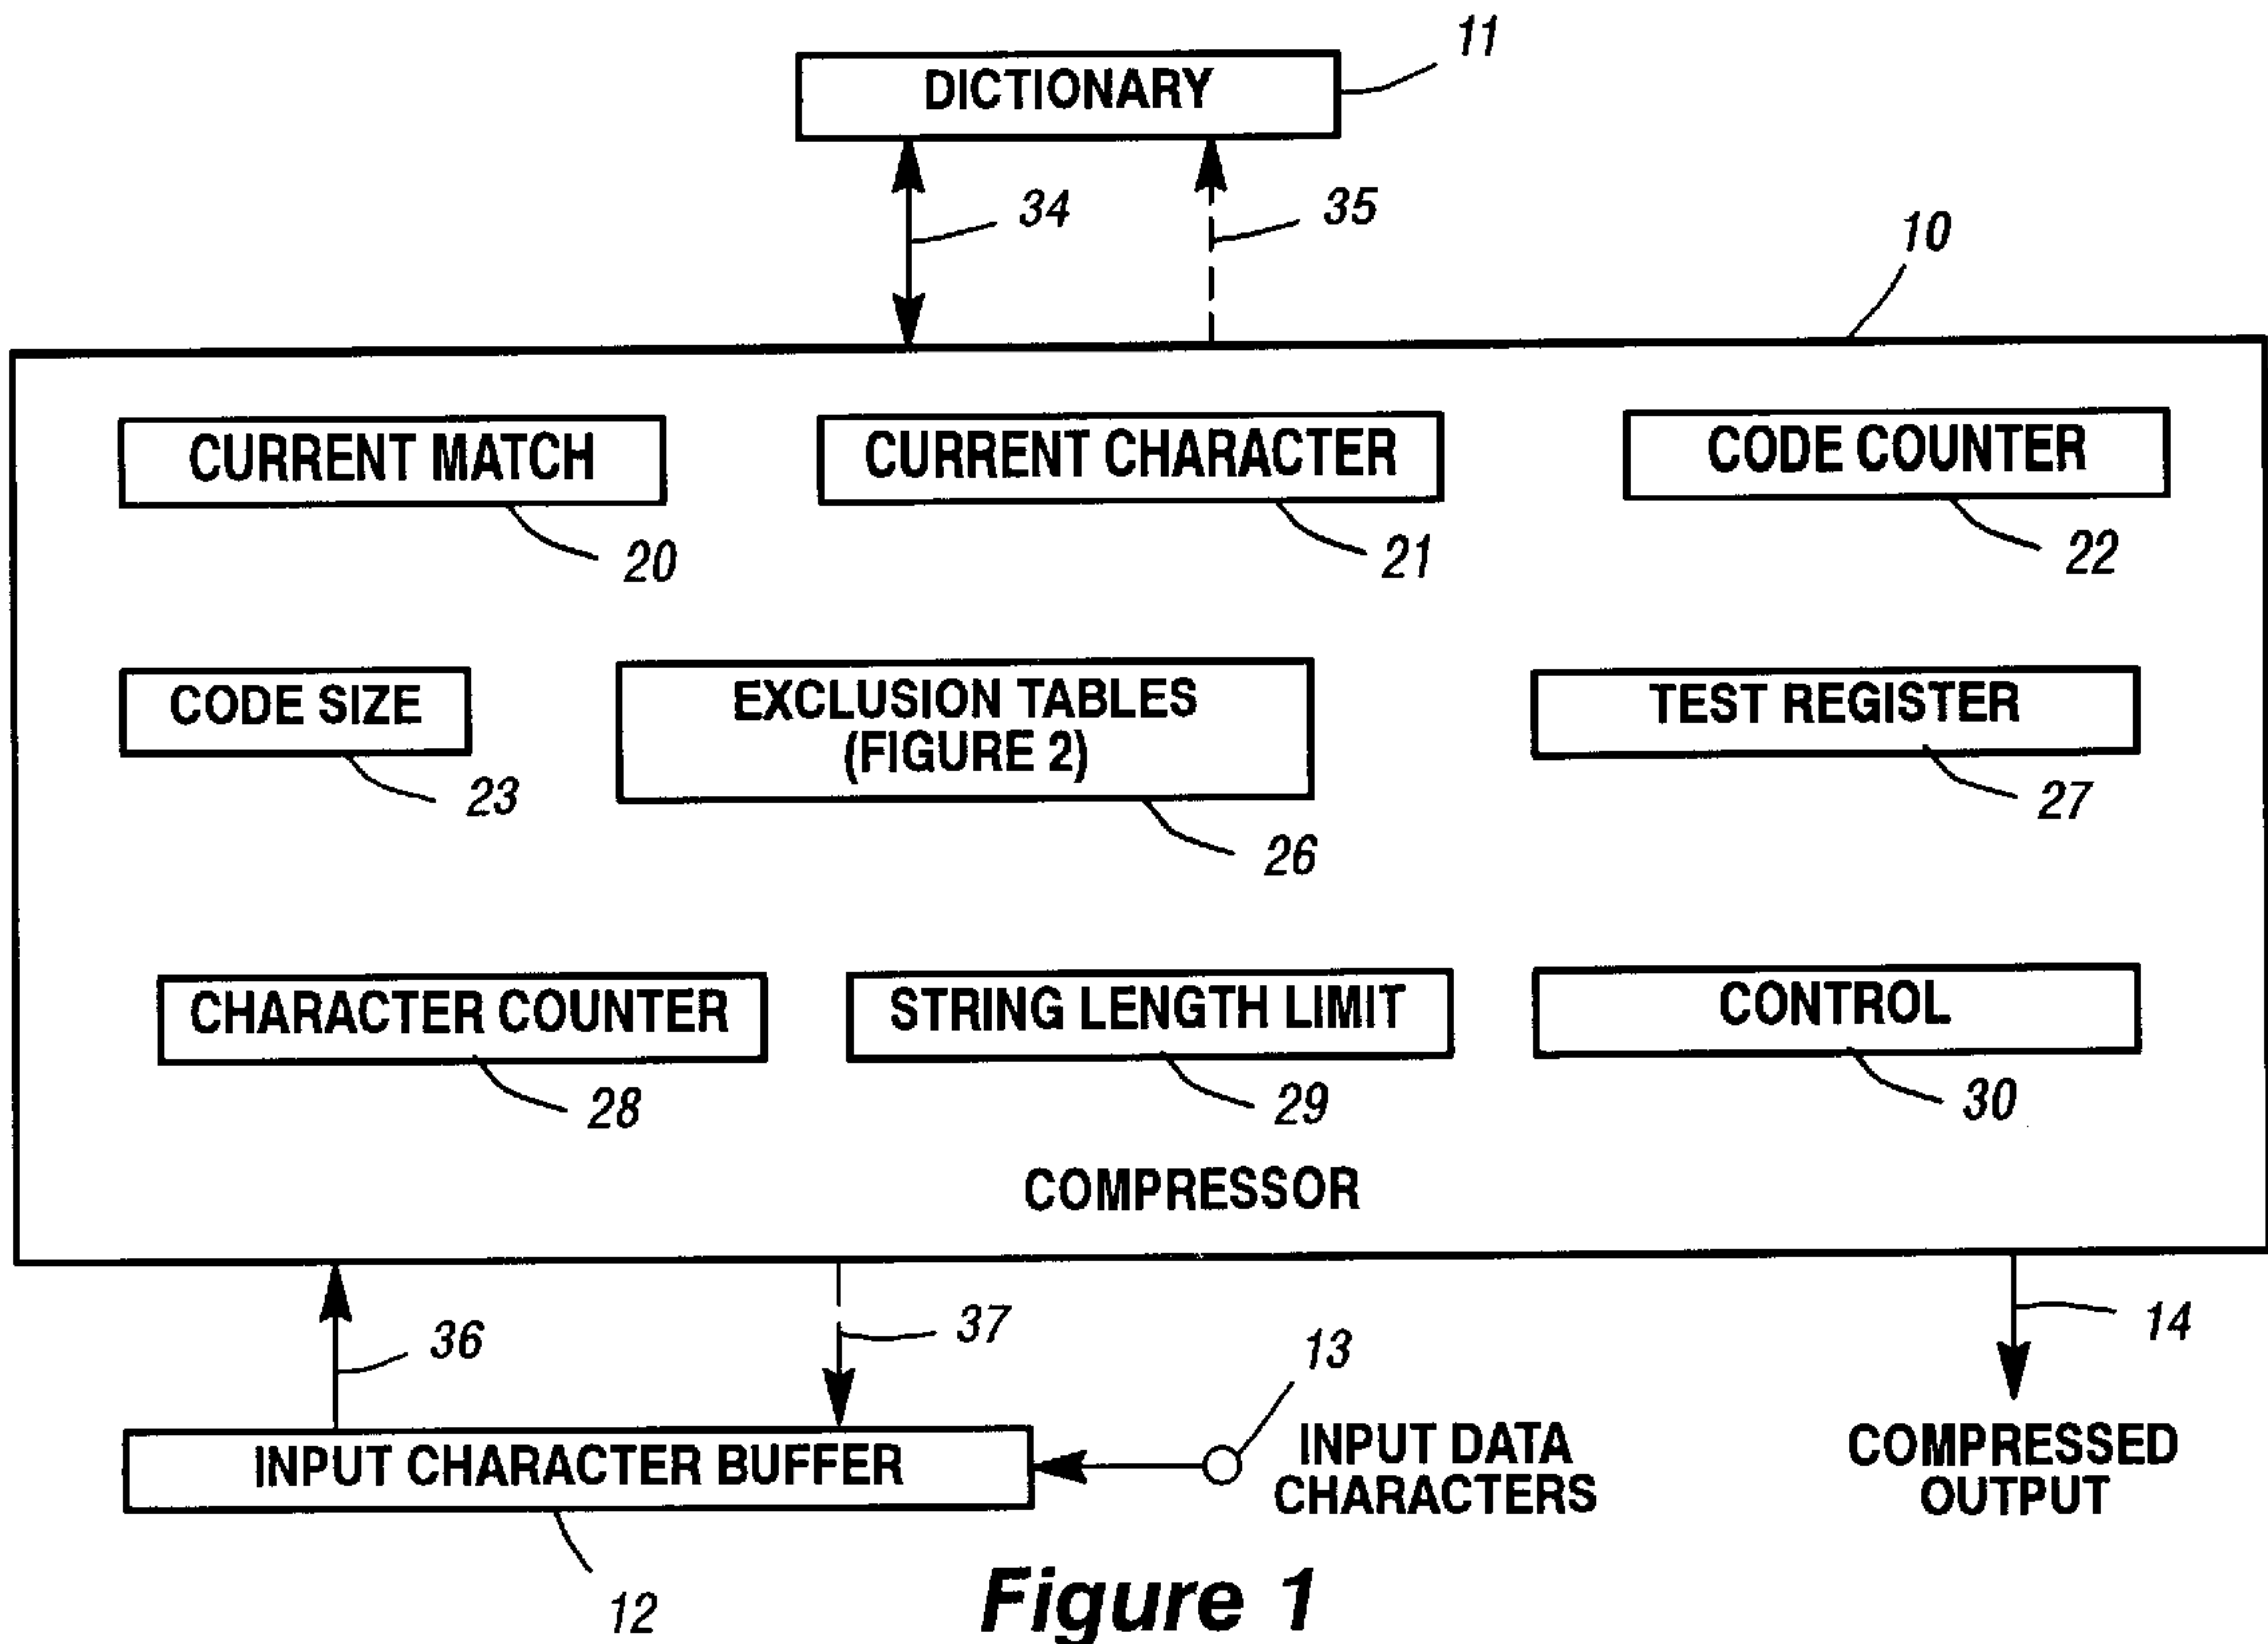 11
DICTIONARY
34
35
10
CURRENT MATCH
CURRENT CHARACTER
CODE COUNTER
20
21
22
CODE SIZE
EXCLUSION TABLES
(FIGURE 2)
TEST REGISTER
23
26
27
CHARACTER COUNTER
STRING LENGTH LIMIT
CONTROL
28
29
30
COMPRESSOR
36
37
13
14
INPUT CHARACTER BUFFER
INPUT DATA
CHARACTERS
COMPRESSED
OUTPUT
12
Figure 1